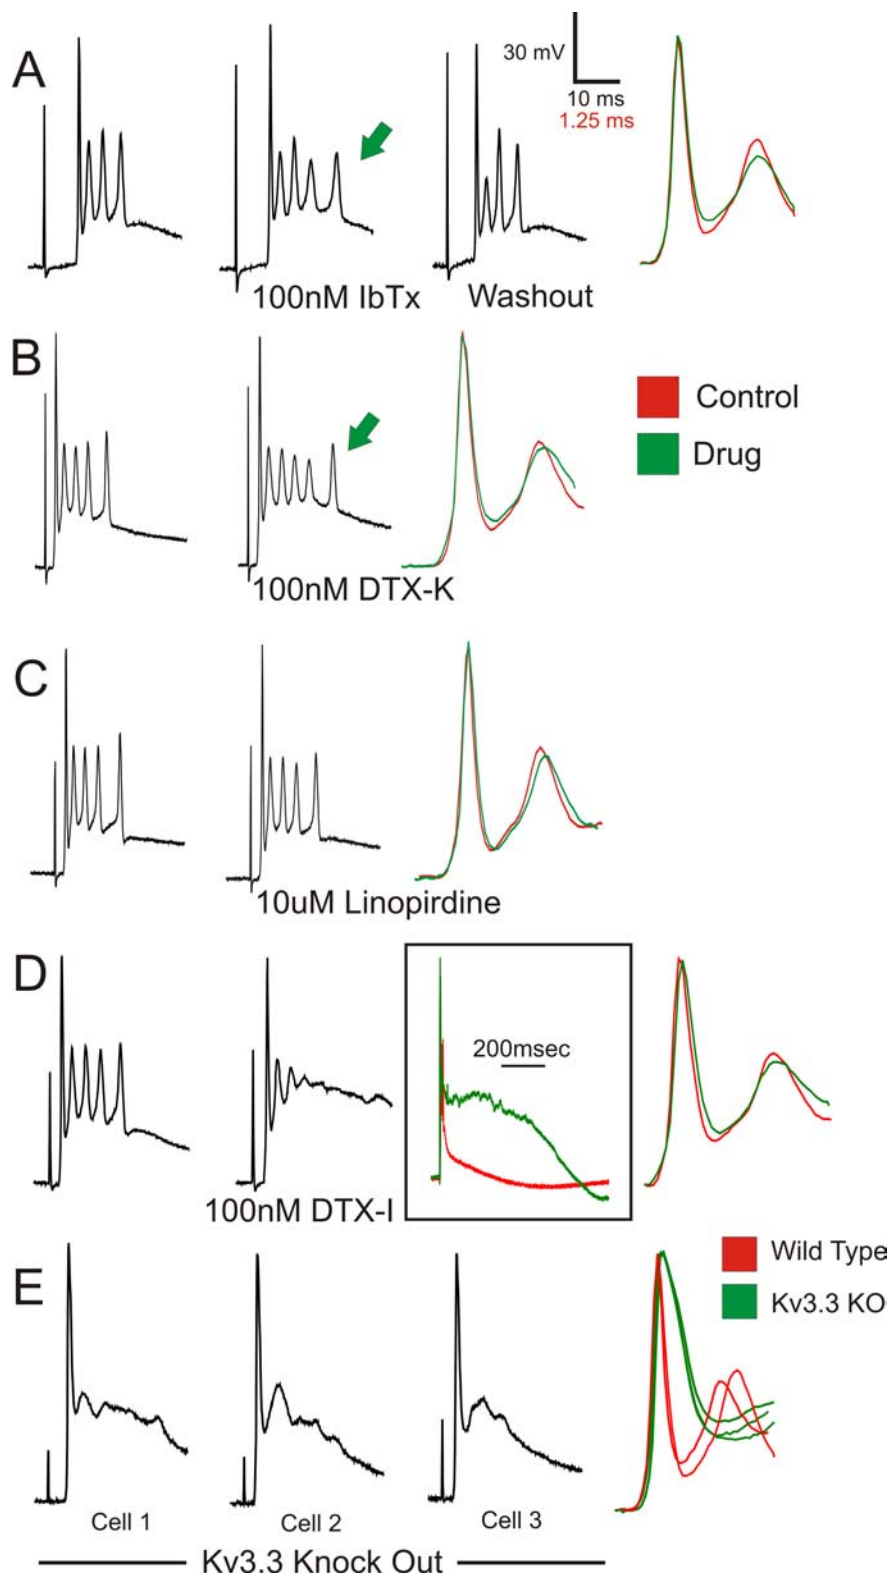 A
30 mV
10 ms
1.25 ms
100nM IbTx
Washout
B
Control
Drug
100nM DTX-K
C
10uM Linopirdine
D
200msec
100nM DTX-I
Wild Type
Kv3.3 KO
E
Cell 1
Cell 2
Cell 3
Kv3.3 Knock Out